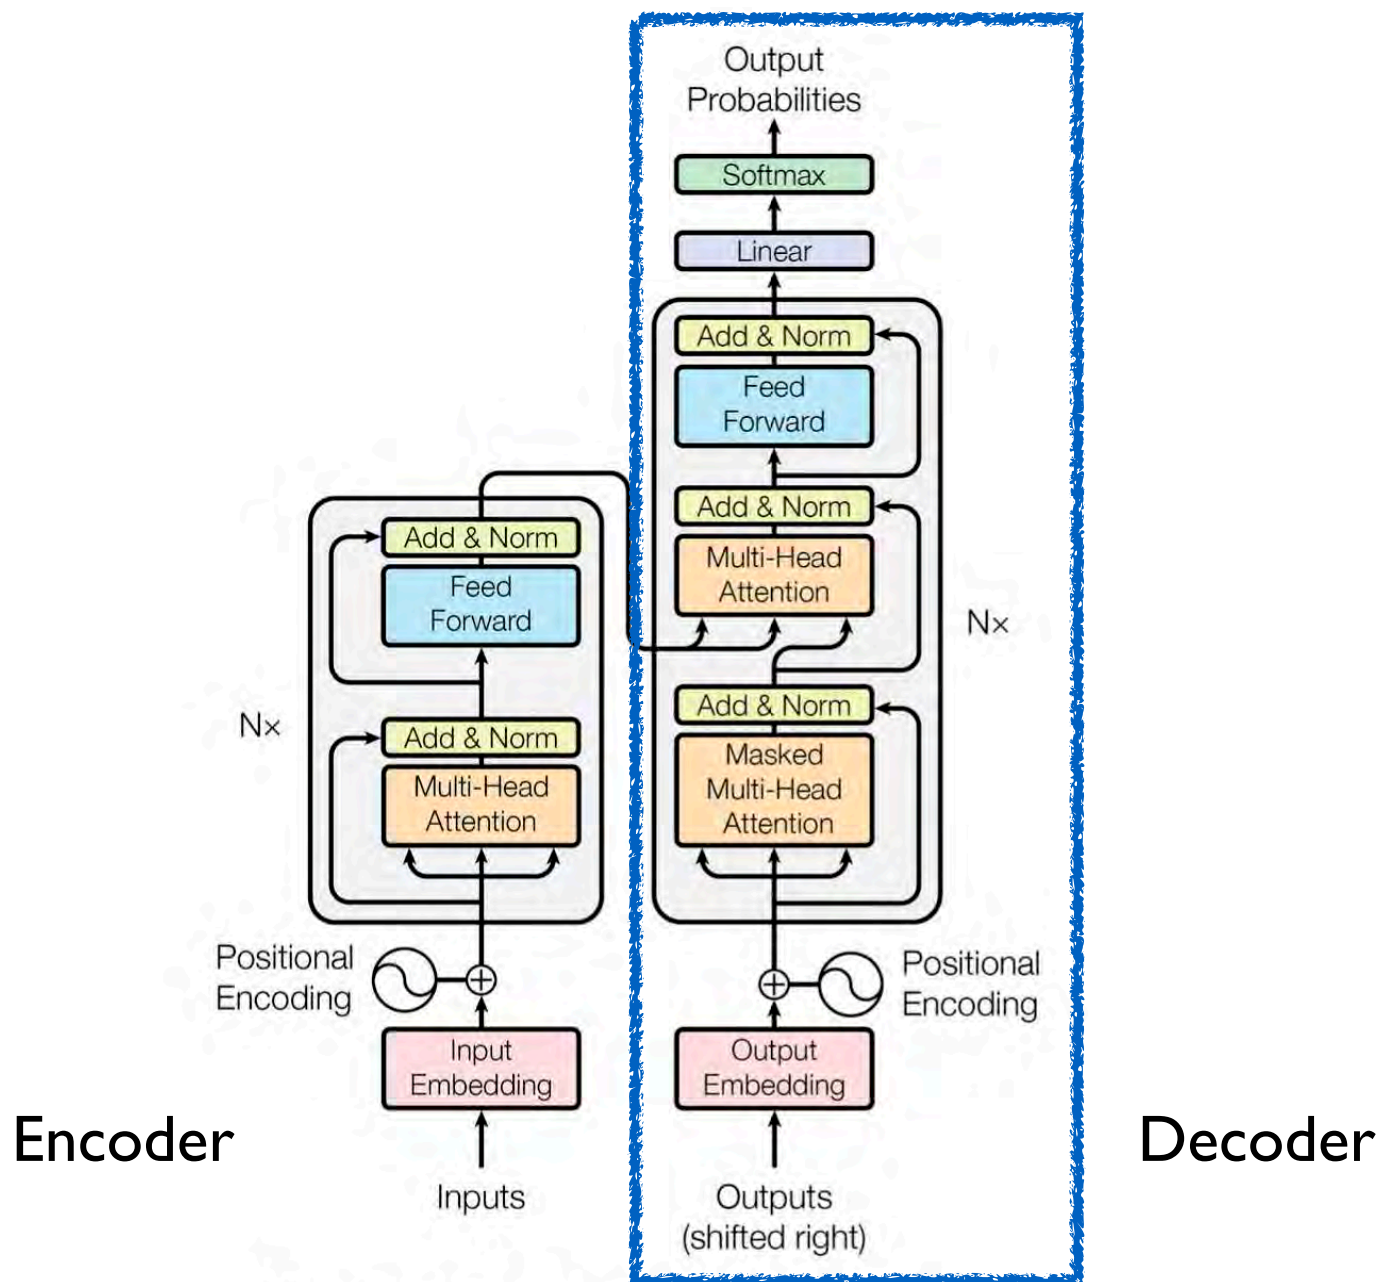 Output
Probabilities
Softmax
Linear
Add & Norm
Feed
Forward
Add & Norm
Multi-Head
Attention
Nx
Add & Norm
Masked
Multi-Head
Attention
Add & Norm
Feed
Forward
Nx
Add & Norm
Multi-Head
Attention
Positional
Encoding
Positional
Encoding
Input
Embedding
Output
Embedding
Encoder
Decoder
Inputs
Outputs
(shifted right)